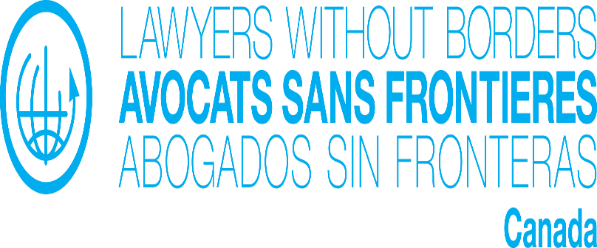 LAWYERS WITHOUT BORDERS
AVOCATS SANS FRONTIERES
ABOGADOS SIN FRONTERAS
Canada